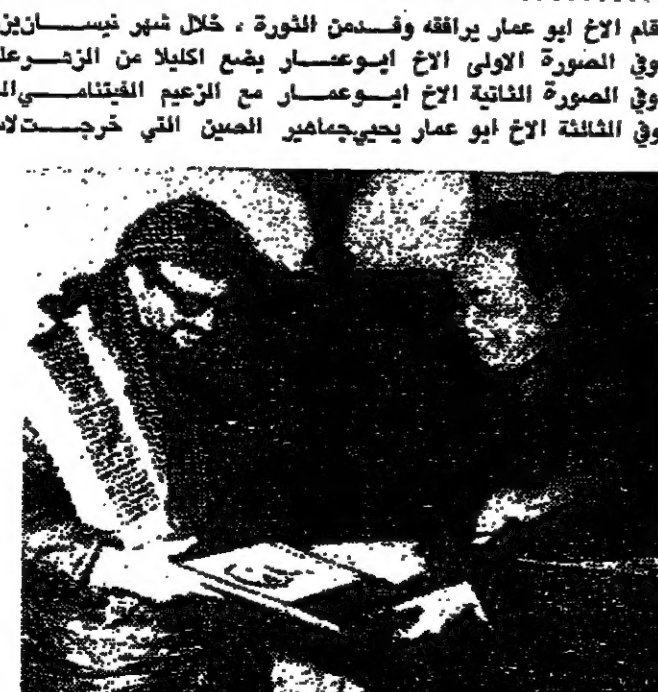 قام الاخ ابو عمار يرافقه وفد من الثورة ، خلال شهر نيسان
وفي الصورة الاولى الاخ ابو عمار يضع اكليلا من الزهر
وفي الصورة الثانية الاخ ابو عمار مع الزعيم الفيتنامي
وفي الثالثة الاخ ابو عمار يحيي جماهير الصين التي خرجت